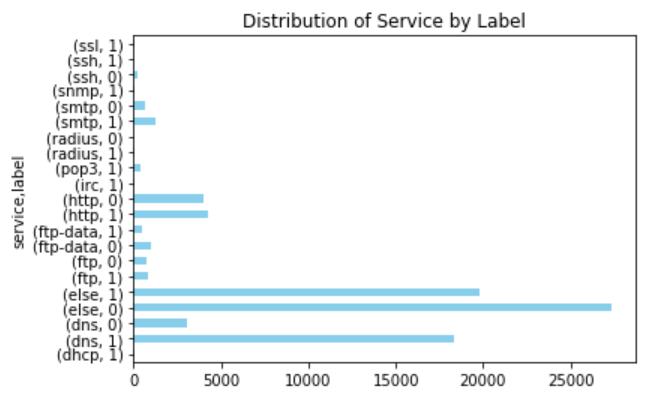 Distribution of Service by Label
service,label
(ssl, 1)
(ssh, 1)
(ssh, 0)
(snmp, 1)
(smtp, 0)
(smtp, 1)
(radius, 0)
(radius, 1)
(pop3, 1)
(irc, 1)
(http, 0)
(http, 1)
(ftp-data, 1)
(ftp-data, 0)
(ftp, 0)
(ftp, 1)
(else, 1)
(else, 0)
(dns, 0)
(dns, 1)
(dhcp, 1)
0 5000 10000 15000 20000 25000